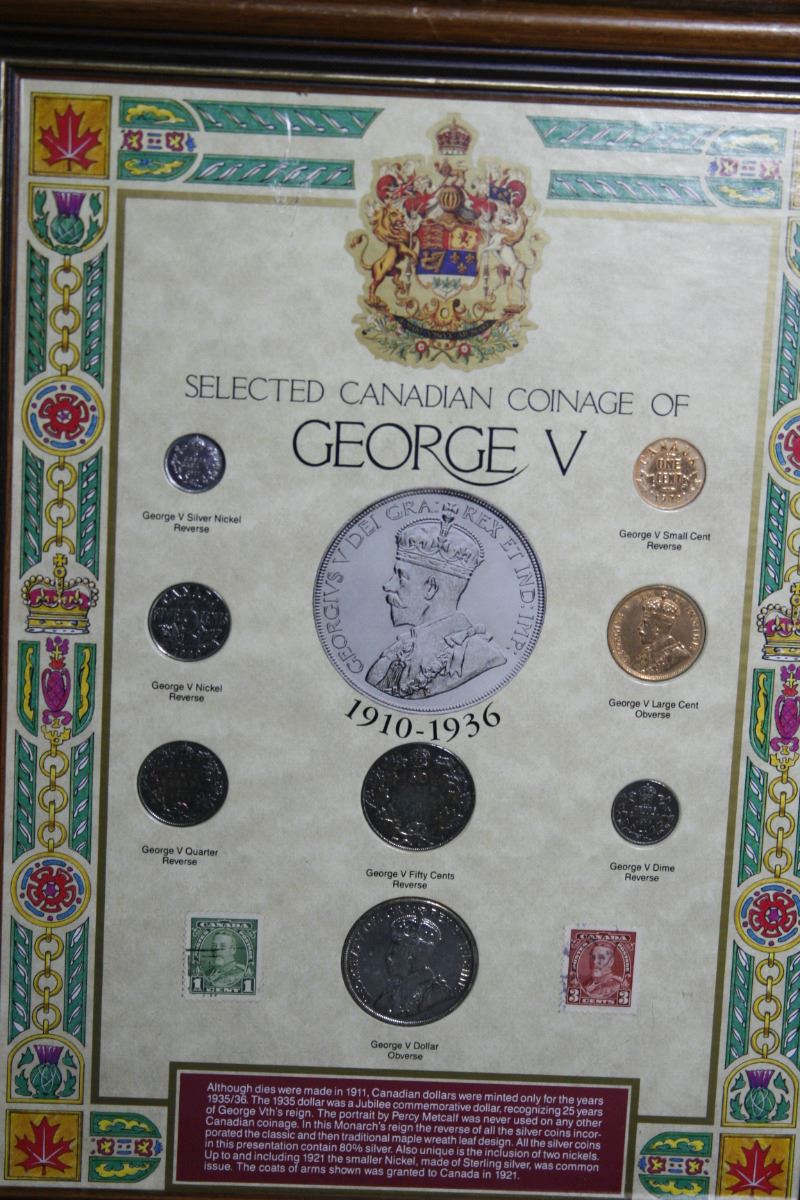 SELECTED CANADIAN COINAGE OF
GEORGE V
George V Silver Nickel
Reverse
ONE
CENT
George V Small Cent
Reverse
GEORGIVS V DEI GRA: REX ET IND: IMP:
1910-1936
CANADA
George V Nickel
Reverse
George V Large Cent
Obverse
George V Quarter
Reverse
George V Fifty Cents
Reverse
George V Dime
Reverse
CANADA
1 CENT 1
CANADA
3 CENTS 3
George V Dollar
Obverse
Although dies were made in 1911, Canadian dollars were minted only for the years
1935/36. The 1935 dollar was a Jubilee commemorative dollar, recognizing 25 years
of George Vth's reign. The portrait by Percy Metcalf was never used on any other
Canadian coinage. In this Monarch's reign the reverse of all the silver coins incor-
porated the classic and then traditional maple wreath leaf design. All the silver coins
in this presentation contain 80% silver. Also unique is the inclusion of two nickels.
Up to and including 1921 the smaller Nickel, made of Sterling silver, was common
issue. The coats of arms shown was granted to Canada in 1921.